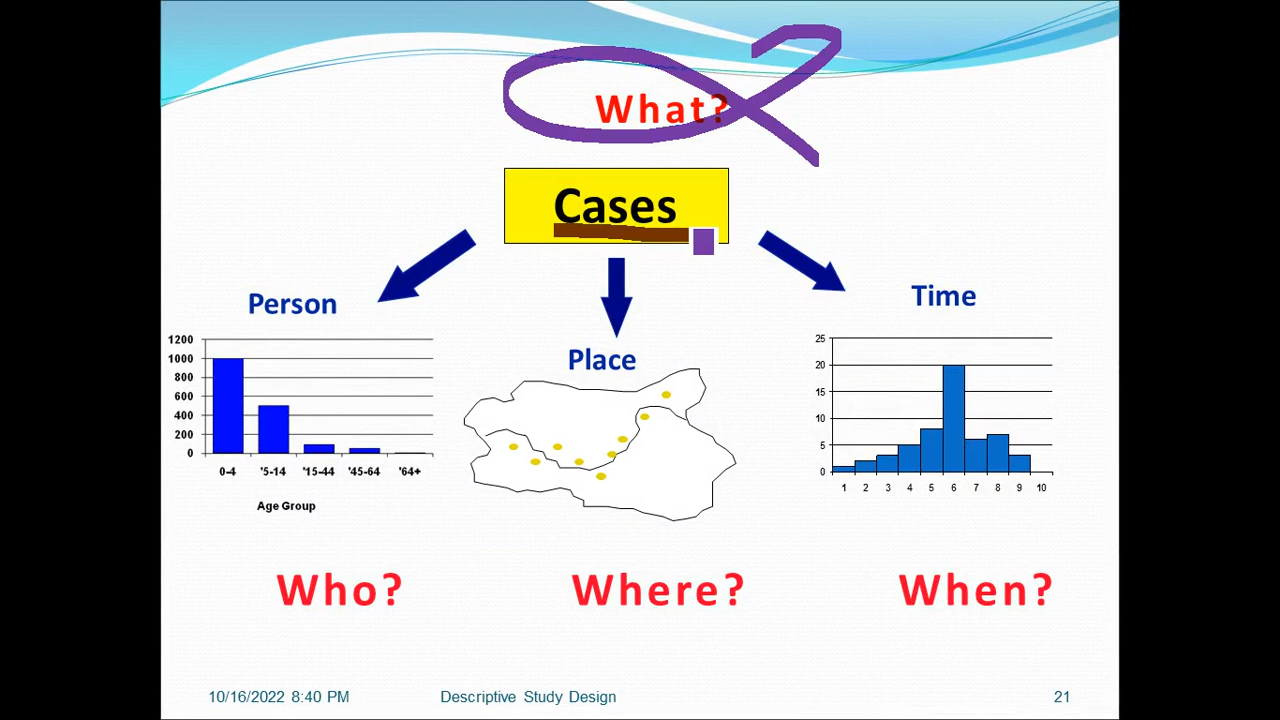 What?
Cases
Person
Place
Time
1200
1000
800
600
400
200
0
0-4 '5-14 '15-44 '45-64 '64+
Age Group
25
20
15
10
5
0
1 2 3 4 5 6 7 8 9 10
Who? Where? When?
10/16/2022 8:40 PM Descriptive Study Design 21